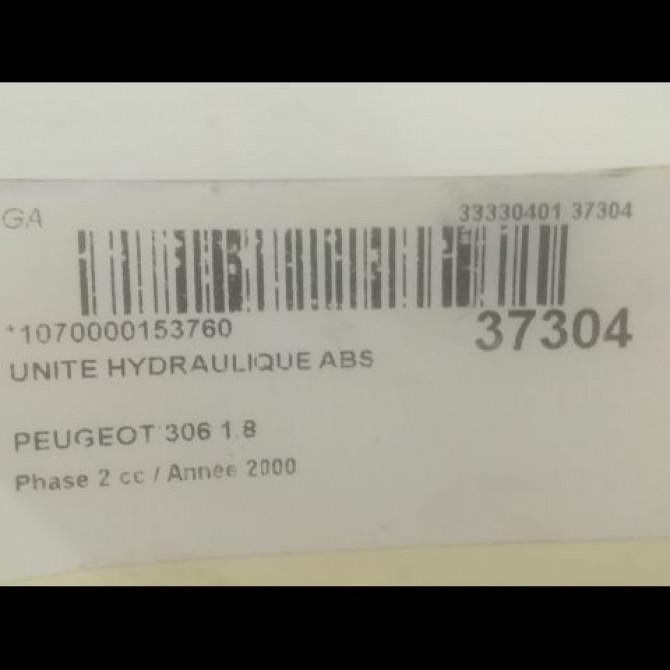 GA
33330401 37304
*1070000153760
37304
UNITE HYDRAULIQUE ABS
PEUGEOT 306 1.8
Phase 2 cc / Année 2000